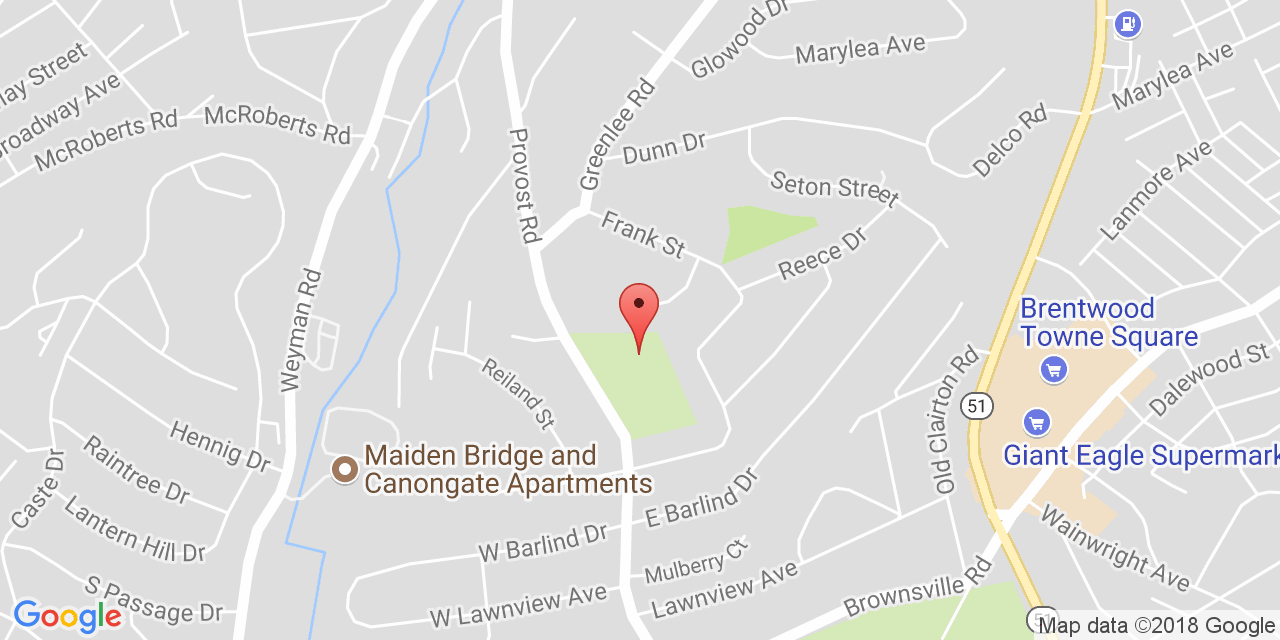 Glowood Dr
Marylea Ave
Marylea Ave
Broadway Ave
McRoberts Rd
McRoberts Rd
Provost Rd
Greenlee Rd
Dunn Dr
Delco Rd
Lanmore Ave
Seton Street
Frank St
Reece Dr
Weyman Rd
Brentwood
Towne Square
Dalewood St
Reiland St
Old Clairton Rd
51
Giant Eagle Supermark
Hennig Dr
Raintree Dr
Caste Dr
Lantern Hill Dr
Maiden Bridge and
Canongate Apartments
E Barlind Dr
W Barlind Dr
Mulberry Ct
Wainwright Ave
Brownsville Rd
S Passage Dr
W Lawnview Ave
Lawnview Ave
Google
51
Map data ©2018 Google